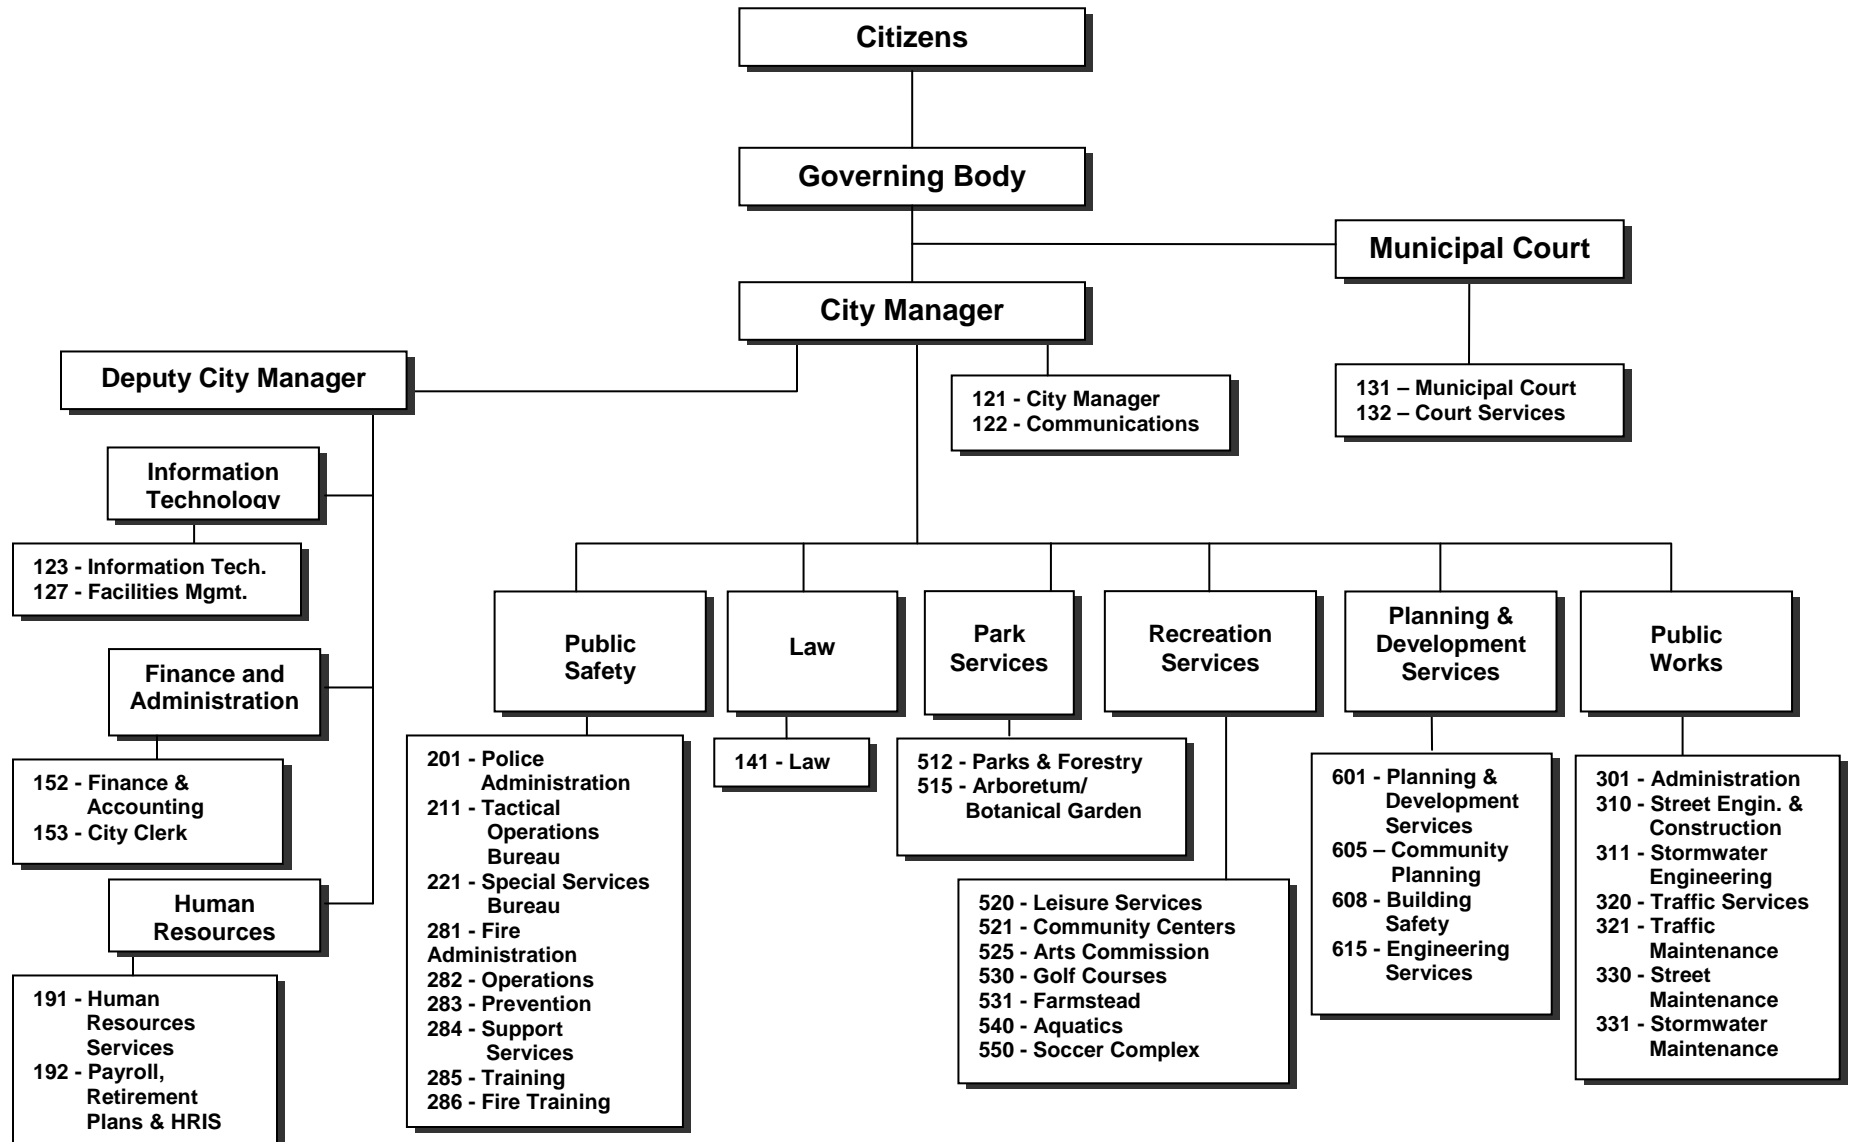 Citizens
Governing Body
Municipal Court
City Manager
Deputy City Manager
121 - City Manager
122 - Communications
131 – Municipal Court
132 – Court Services
Information
Technology
123 - Information Tech.
127 - Facilities Mgmt.
Finance and
Administration
152 - Finance &
Accounting
153 - City Clerk
Human
Resources
191 - Human
Resources
Services
192 - Payroll,
Retirement
Plans & HRIS
Public
Safety
201 - Police
Administration
211 - Tactical
Operations
Bureau
221 - Special Services
Bureau
281 - Fire
Administration
282 - Operations
283 - Prevention
284 - Support
Services
285 - Training
286 - Fire Training
Law
141 - Law
Park
Services
512 - Parks & Forestry
515 - Arboretum/
Botanical Garden
Recreation
Services
520 - Leisure Services
521 - Community Centers
525 - Arts Commission
530 - Golf Courses
531 - Farmstead
540 - Aquatics
550 - Soccer Complex
Planning &
Development
Services
601 - Planning &
Development
Services
605 – Community
Planning
608 - Building
Safety
615 - Engineering
Services
Public
Works
301 - Administration
310 - Street Engin. &
Construction
311 - Stormwater
Engineering
320 - Traffic Services
321 - Traffic
Maintenance
330 - Street
Maintenance
331 - Stormwater
Maintenance